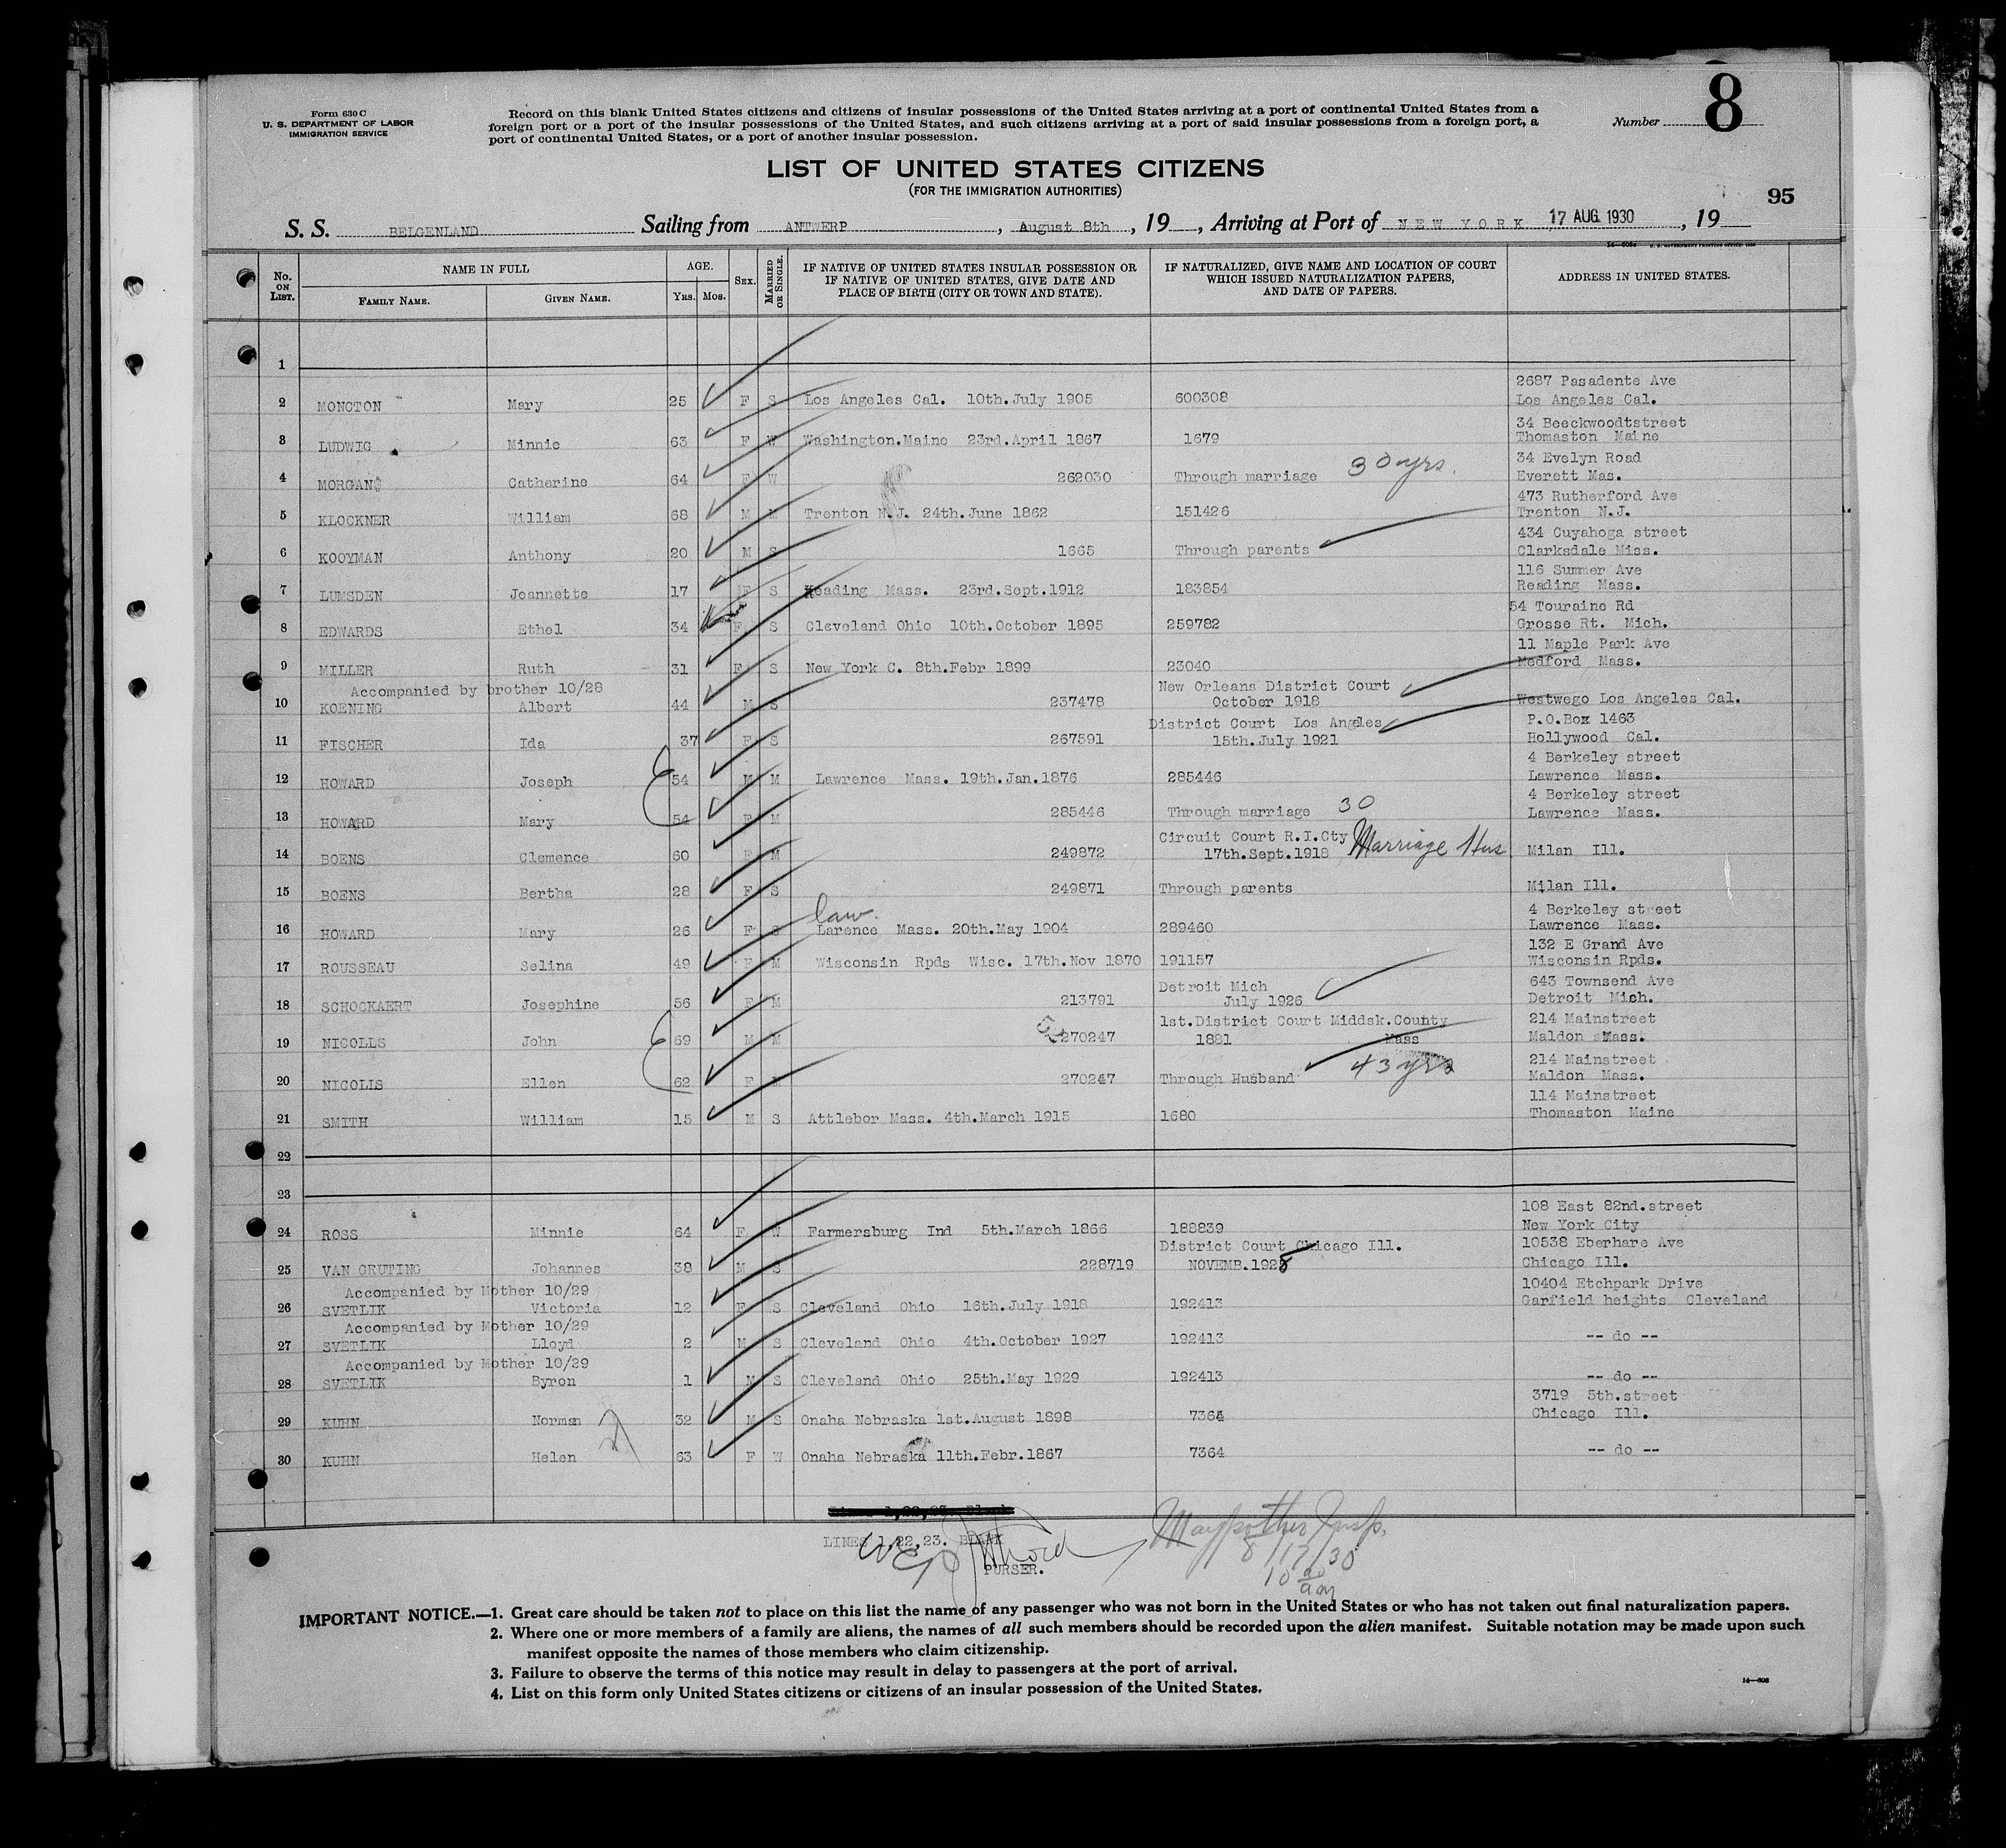 Form 630 C
U. S. DEPARTMENT OF LABOR
IMMIGRATION SERVICE
Record on this blank United States citizens and citizens of insular possessions of the United States arriving at a port of continental United States from a
foreign port or a port of the insular possessions of the United States, and such citizens arriving at a port of said insular possessions from a foreign port, a
port of continental United States, or a port of another insular possession.
Number 8
LIST OF UNITED STATES CITIZENS
(FOR THE IMMIGRATION AUTHORITIES)
95
S. S. BELGENLAND Sailing from ANTWERP, August 8th, 19, Arriving at Port of NEW YORK, 17 AUG. 1930, 19
No. ON LIST. NAME IN FULL FAMILY NAME. GIVEN NAME. AGE. Yrs. Mos. SEX. MARRIED OR SINGLE. IF NATIVE OF UNITED STATES INSULAR POSSESSION OR IF NATIVE OF UNITED STATES, GIVE DATE AND PLACE OF BIRTH (CITY OR TOWN AND STATE). IF NATURALIZED, GIVE NAME AND LOCATION OF COURT WHICH ISSUED NATURALIZATION PAPERS, AND DATE OF PAPERS. ADDRESS IN UNITED STATES.
1
2687 Pasadente Ave
2 MONCTON Mary 25 F S Los Angeles Cal. 10th.July 1905 600308 Los Angeles Cal.
34 Beeckwoodtstreet
3 LUDWIG Minnie 63 F W Washington.Maine 23rd.April 1867 1679 Thomaston Maine
34 Evelyn Road
4 MORGANS Catherine 64 F W 262030 Through marriage 30 yrs. Everett Mas.
473 Rutherford Ave
5 KLOCKNER William 68 M M Trenton N.J. 24th.June 1862 151426 Trenton N.J.
434 Cuyahoga street
6 KOOYMAN Anthony 20 M S 1665 Through parents Clarksdale Miss.
116 Summer Ave
7 LUMSDEN Jeannette 17 F S Reading Mass. 23rd.Sept.1912 183854 Reading Mass.
54 Touraine Rd
8 EDWARDS Ethel 34 F S Cleveland Ohio 10th.October 1895 259782 Grosse Rt. Mich.
11 Maple Park Ave
9 MILLER Ruth 31 F S New York C. 8th.Febr 1899 23040 Medford Mass.
Accompanied by brother 10/28 New Orleans District Court
10 KOENING Albert 44 M S 237478 October 1918 Westwego Los Angeles Cal.
District Court Los Angeles P.O.Box 1463
11 FISCHER Ida 37 F S 267591 15th.July 1921 Hollywood Cal.
4 Berkeley street
12 HOWARD Joseph 54 M M Lawrence Mass. 19th.Jan.1876 285446 Lawrence Mass.
4 Berkeley street
13 HOWARD Mary 54 F M 285446 Through marriage 30 Lawrence Mass.
Circuit Court R.I.Cty
14 BOENS Clemence 60 F M 249872 17th.Sept.1918 Marriage Hus Milan Ill.
15 BOENS Bertha 28 F S 249871 Through parents Milan Ill.
law. 4 Berkeley street
16 HOWARD Mary 26 F S Larence Mass. 20th.May 1904 289460 Lawrence Mass.
132 E Grand Ave
17 ROUSSEAU Selina 49 F M Wisconsin Rpds Wisc. 17th.Nov 1870 191157 Wisconsin Rpds.
Detroit Mich 643 Townsend Ave
18 SCHOCKAERT Josephine 56 F M 213791 July 1926 Detroit Mich.
1st.District Court Middsk.County 214 Mainstreet
19 NICOLLS John 69 M M 270247 1881 Mass Maldon Mass.
214 Mainstreet
20 NICOLLS Ellen 62 F M 270247 Through Husband 43 yrs Maldon Mass.
114 Mainstreet
21 SMITH William 15 M S Attlebor Mass. 4th.March 1915 1680 Thomaston Maine
22
23
108 East 82nd.street
24 ROSS Minnie 64 F W Farmersburg Ind 5th.March 1866 188839 New York City
District Court Chicago Ill. 10538 Eberhare Ave
25 VAN GRUTING Johannes 38 M S 228719 NOVEMB.1928 Chicago Ill.
Accompanied by Mother 10/29 10404 Etchpark Drive
26 SVETLIK Victoria 12 F S Cleveland Ohio 16th.July 1918 192413 Garfield heights Cleveland
Accompanied by Mother 10/29
27 SVETLIK Lloyd 2 M S Cleveland Ohio 4th.October 1927 192413 -- do --
Accompanied by Mother 10/29
28 SVETLIK Byron 1 M S Cleveland Ohio 25th.May 1929 192413 -- do --
3719 5th.street
29 KUHN Norman 32 M S Onaha Nebraska 1st.August 1898 7364 Chicago Ill.
30 KUHN Helen 63 F W Onaha Nebraska 11th.Febr.1867 7364 -- do --
LINES 1,22,23. BLANK
PURSER.
Insp.
8/17/30
10 am
IMPORTANT NOTICE.—1. Great care should be taken not to place on this list the name of any passenger who was not born in the United States or who has not taken out final naturalization papers.
2. Where one or more members of a family are aliens, the names of all such members should be recorded upon the alien manifest. Suitable notation may be made upon such
manifest opposite the names of those members who claim citizenship.
3. Failure to observe the terms of this notice may result in delay to passengers at the port of arrival.
4. List on this form only United States citizens or citizens of an insular possession of the United States.
14—608